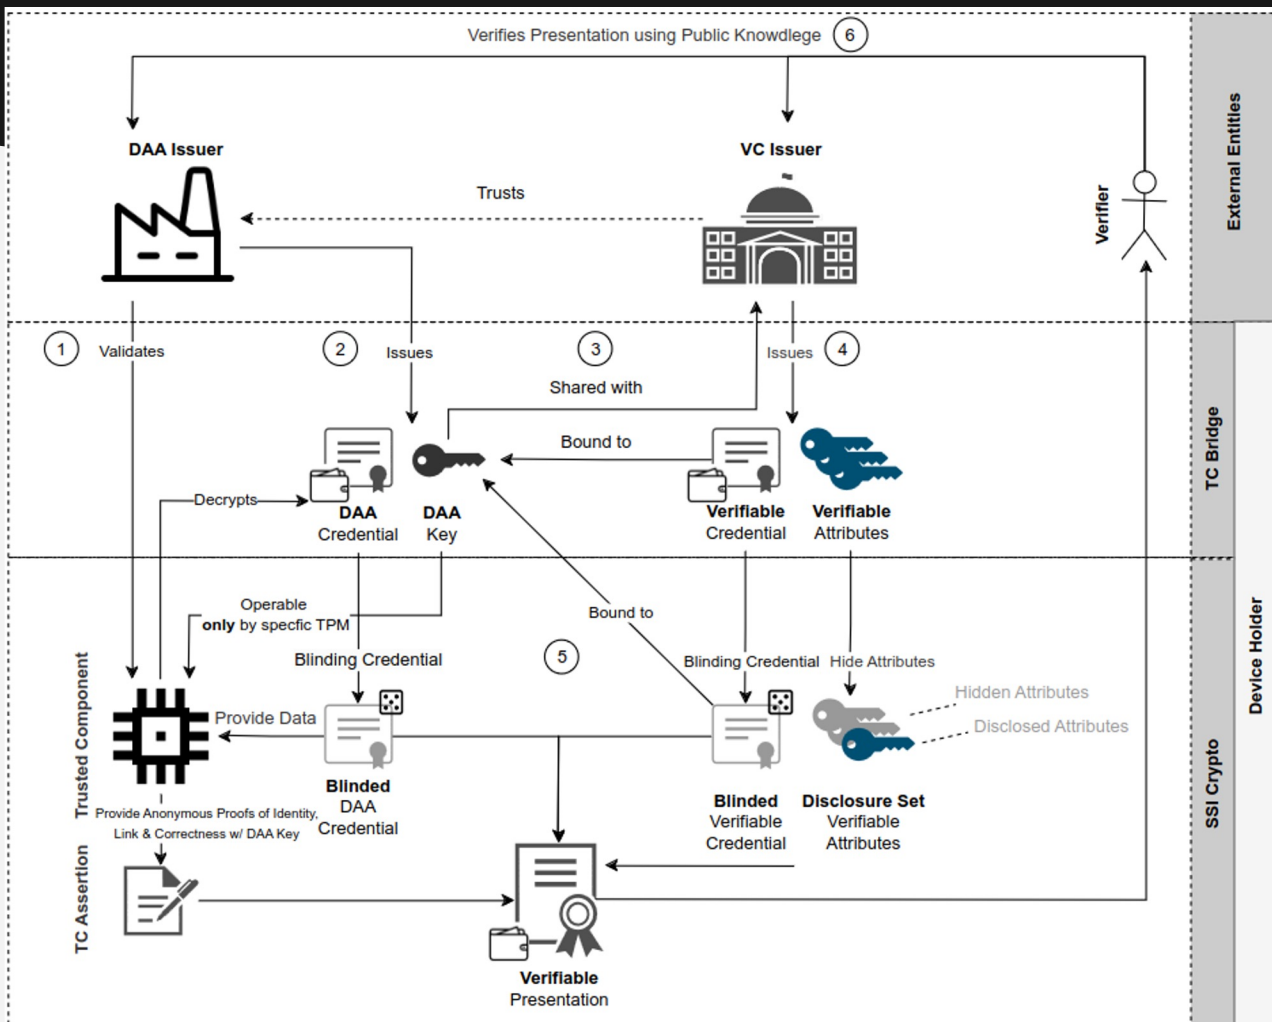 Verifies Presentation using Public Knowdlege
6
DAA Issuer
VC Issuer
Trusts
Verifier
External Entities
1
Validates
2
Issues
3
Issues
4
Shared with
Bound to
Decrypts
DAA
Credential
DAA
Key
Verifiable
Credential
Verifiable
Attributes
TC Bridge
Operable
only by specfic TPM
Bound to
5
Blinding Credential
Blinding Credential
Hide Attributes
Hidden Attributes
Disclosed Attributes
Device Holder
Trusted Component
Provide Data
Blinded
DAA
Credential
Blinded
Verifiable
Credential
Disclosure Set
Verifiable
Attributes
SSI Crypto
Provide Anonymous Proofs of Identity,
Link & Correctness w/ DAA Key
TC Assertion
Verifiable
Presentation